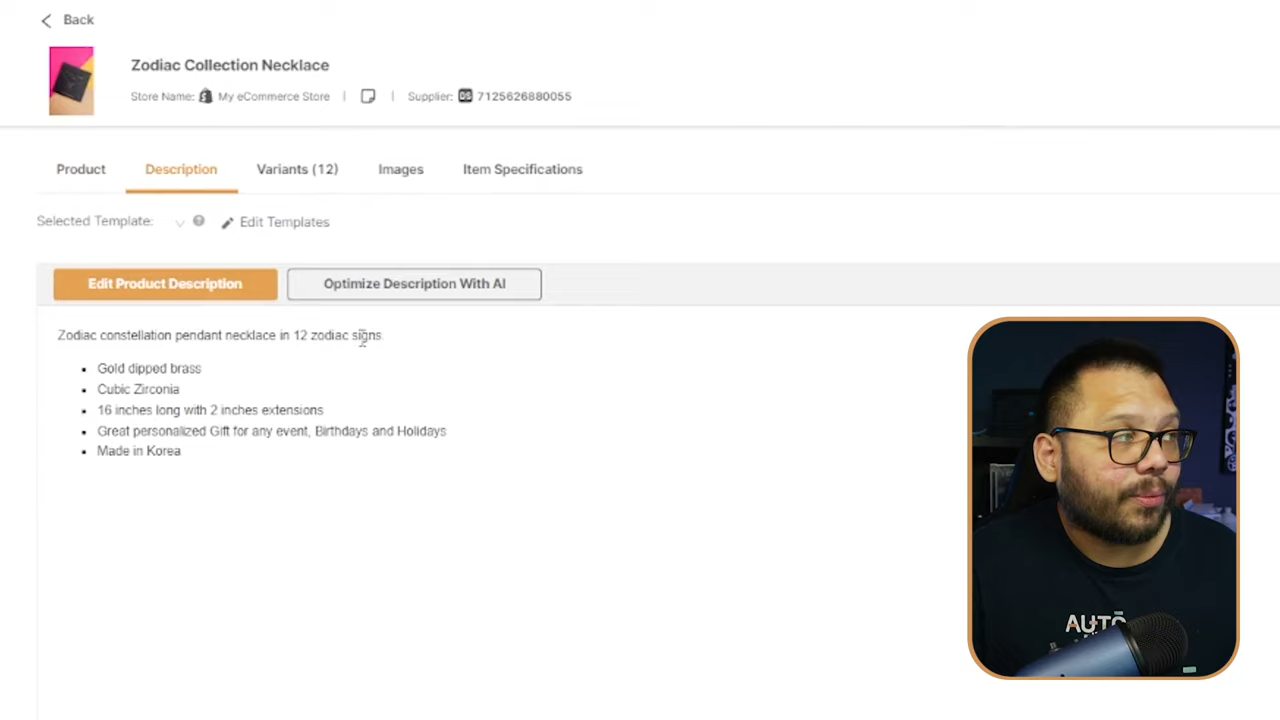 Back
Zodiac Collection Necklace
Store Name: My eCommerce Store | | Supplier: DS 7125626880055
Product Description Variants (12) Images Item Specifications
Selected Template: Edit Templates
Edit Product Description Optimize Description With AI
Zodiac constellation pendant necklace in 12 zodiac signs
• Gold dipped brass
• Cubic Zirconia
• 16 inches long with 2 inches extensions
• Great personalized Gift for any event, Birthdays and Holidays
• Made in Korea
AUTO